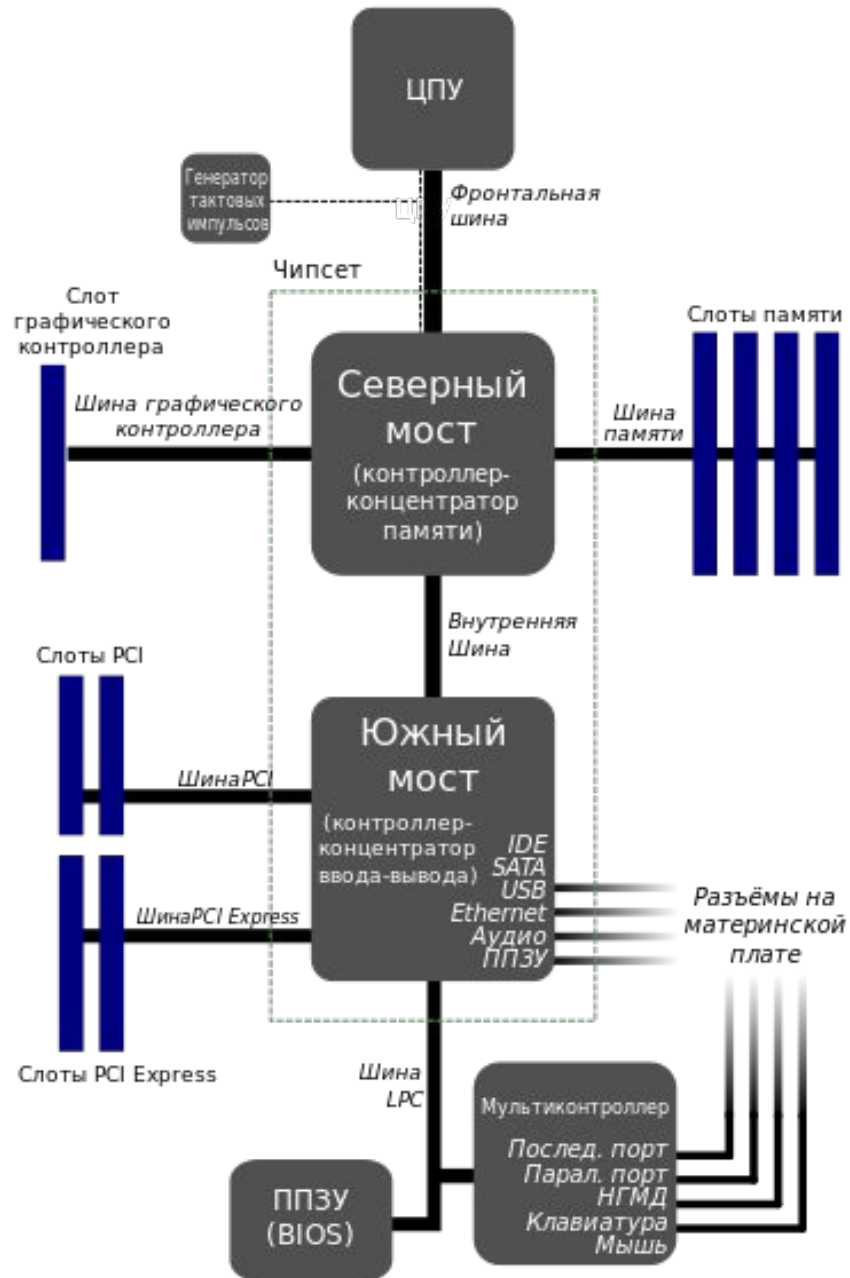 ЦПУ
Генератор
тактовых
импульсов
Фронтальная
шина
Чипсет
Слот
графического
контроллера
Слоты памяти
Шина графического
контроллера
Северный
мост
(контроллер-
концентратор
памяти)
Шина
памяти
Внутренняя
Шина
Слоты PCI
ШинаPCI
Южный
мост
(контроллер-
концентратор
ввода-вывода)
IDE
SATA
USB
Ethernet
Аудио
ППЗУ
ШинаPCI Express
Разъёмы на
материнской
плате
Слоты PCI Express
Шина
LPC
Мультиконтроллер
Послед. порт
Парал. порт
НГМД
Клавиатура
Мышь
ППЗУ
(BIOS)